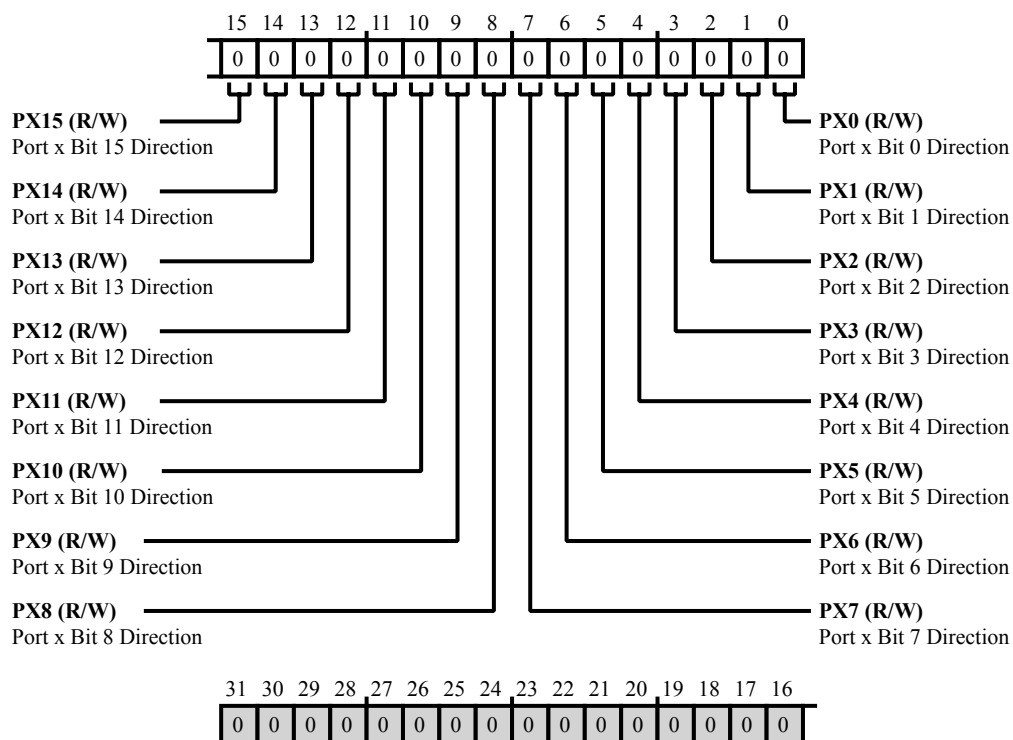 15 14 13 12 11 10 9 8 7 6 5 4 3 2 1 0
0 0 0 0 0 0 0 0 0 0 0 0 0 0 0 0
PX15 (R/W)
Port x Bit 15 Direction
PX14 (R/W)
Port x Bit 14 Direction
PX13 (R/W)
Port x Bit 13 Direction
PX12 (R/W)
Port x Bit 12 Direction
PX11 (R/W)
Port x Bit 11 Direction
PX10 (R/W)
Port x Bit 10 Direction
PX9 (R/W)
Port x Bit 9 Direction
PX8 (R/W)
Port x Bit 8 Direction
PX0 (R/W)
Port x Bit 0 Direction
PX1 (R/W)
Port x Bit 1 Direction
PX2 (R/W)
Port x Bit 2 Direction
PX3 (R/W)
Port x Bit 3 Direction
PX4 (R/W)
Port x Bit 4 Direction
PX5 (R/W)
Port x Bit 5 Direction
PX6 (R/W)
Port x Bit 6 Direction
PX7 (R/W)
Port x Bit 7 Direction
31 30 29 28 27 26 25 24 23 22 21 20 19 18 17 16
0 0 0 0 0 0 0 0 0 0 0 0 0 0 0 0